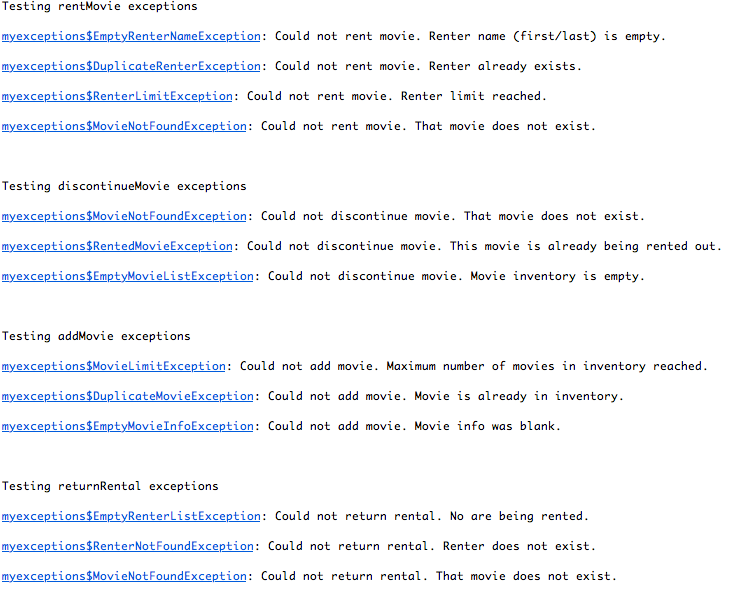 Testing rentMovie exceptions
myexceptions$EmptyRenterNameException: Could not rent movie. Renter name (first/last) is empty.
myexceptions$DuplicateRenterException: Could not rent movie. Renter already exists.
myexceptions$RenterLimitException: Could not rent movie. Renter limit reached.
myexceptions$MovieNotFoundException: Could not rent movie. That movie does not exist.
Testing discontinueMovie exceptions
myexceptions$MovieNotFoundException: Could not discontinue movie. That movie does not exist.
myexceptions$RentedMovieException: Could not discontinue movie. This movie is already being rented out.
myexceptions$EmptyMovieListException: Could not discontinue movie. Movie inventory is empty.
Testing addMovie exceptions
myexceptions$MovieLimitException: Could not add movie. Maximum number of movies in inventory reached.
myexceptions$DuplicateMovieException: Could not add movie. Movie is already in inventory.
myexceptions$EmptyMovieInfoException: Could not add movie. Movie info was blank.
Testing returnRental exceptions
myexceptions$EmptyRenterListException: Could not return rental. No are being rented.
myexceptions$RenterNotFoundException: Could not return rental. Renter does not exist.
myexceptions$MovieNotFoundException: Could not return rental. That movie does not exist.